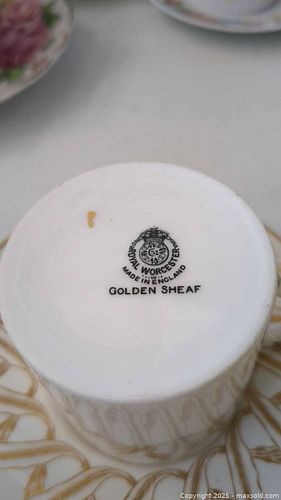 ROYAL WORCESTER
MADE IN ENGLAND
GOLDEN SHEAF
Copyright © 2025 - maxsold.com